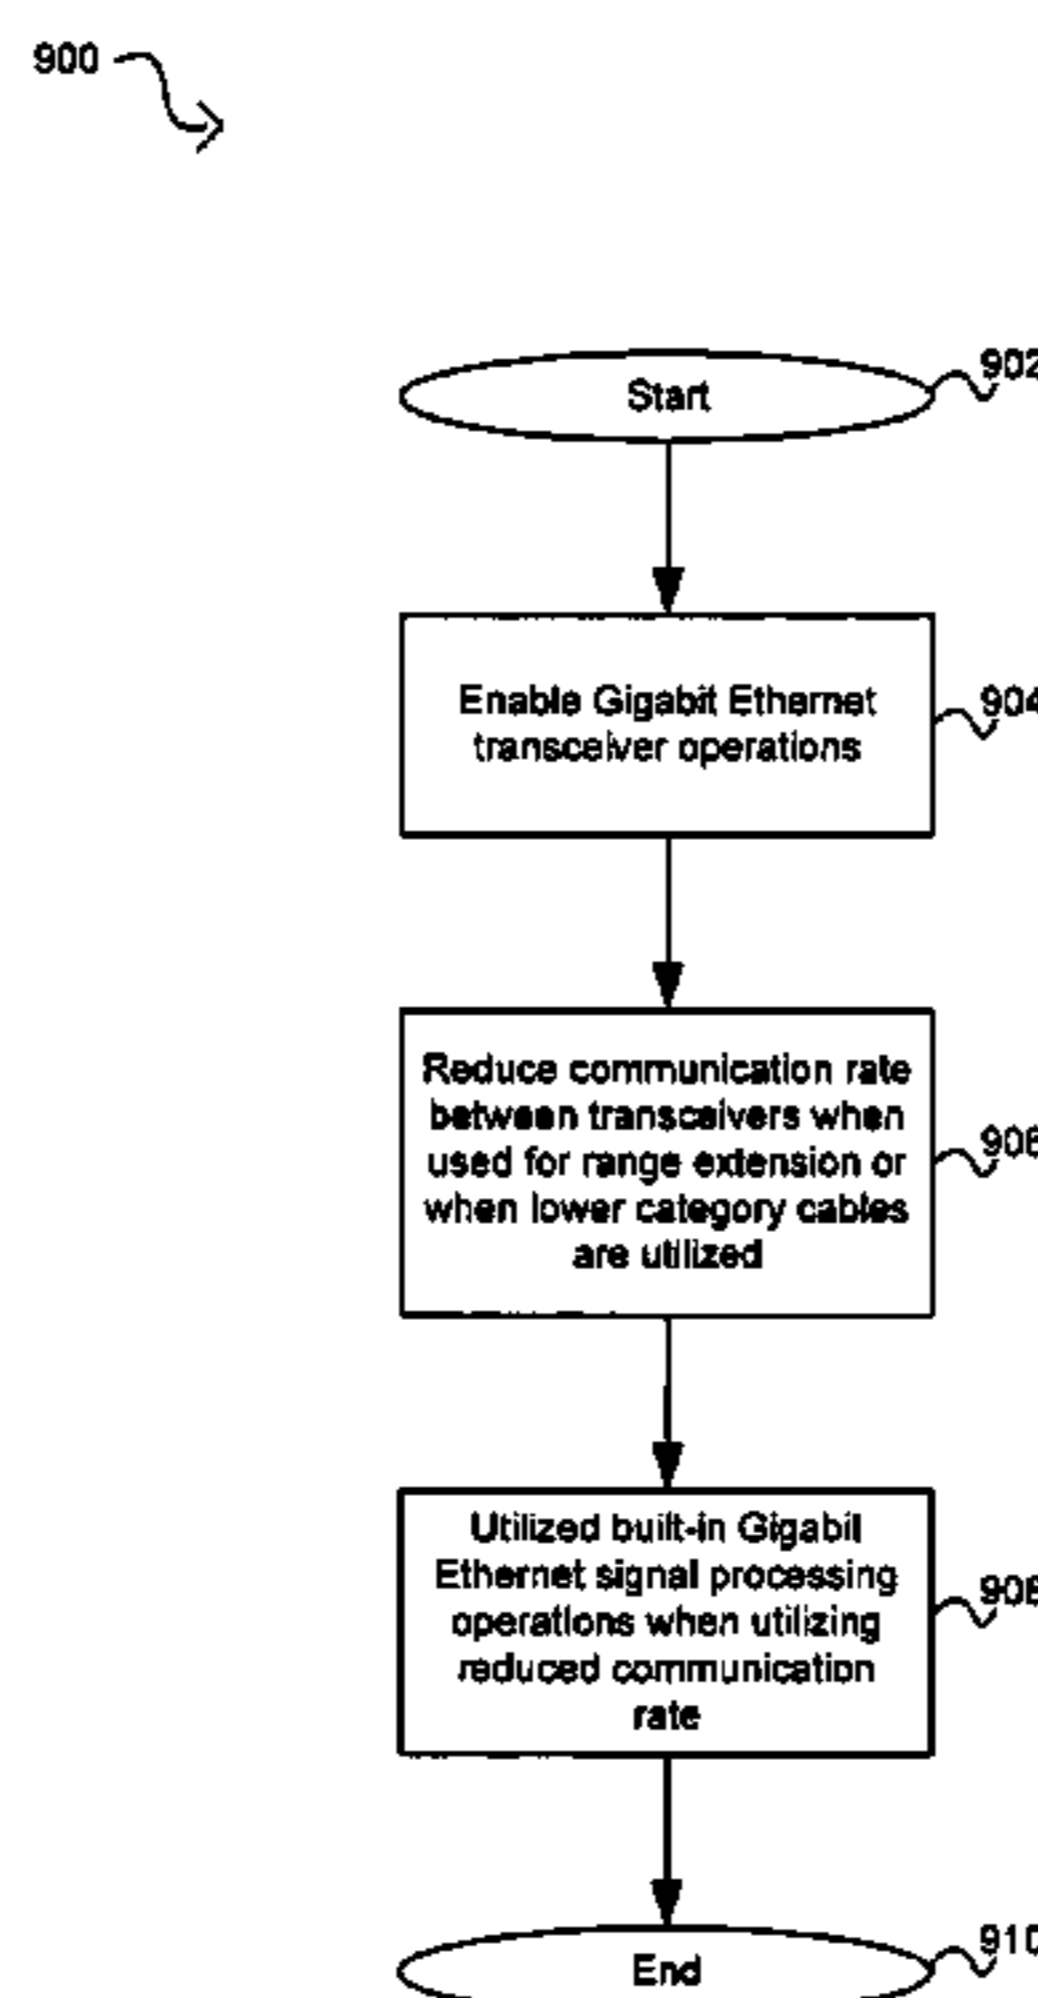 900
902
Start
904
Enable Gigabit Ethernet
transceiver operations
Reduce communication rate
between transceivers when
used for range extension or
when lower category cables
are utilized
906
Utilized built-in Gigabit
Ethernet signal processing
operations when utilizing
reduced communication
rate
908
910
End